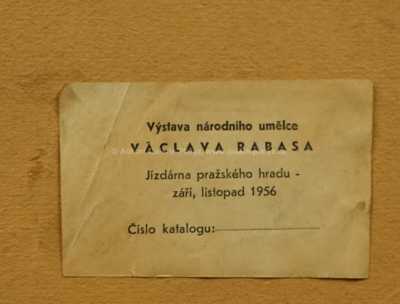 Výstava národního umělce
VÁCLAVA RABASA
Jízdárna pražského hradu -
září, listopad 1956
Číslo katalogu: